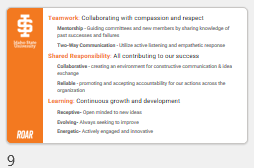 Teamwork: Collaborating with compassion and respect
Mentorship - Guiding committees and new members by sharing knowledge of
past successes and failures
Two-Way Communication - Utilize active listening and empathetic response
Shared Responsibility: All contributing to our success
Collaborative - creating an environment for constructive communication & idea
exchange
Reliable - promoting and accepting accountability for our actions across the
organization
Learning: Continuous growth and development
Receptive- Open minded to new ideas
Evolving- Always seeking to improve
Energetic- Actively engaged and innovative
Idaho State
University
ROAR
9